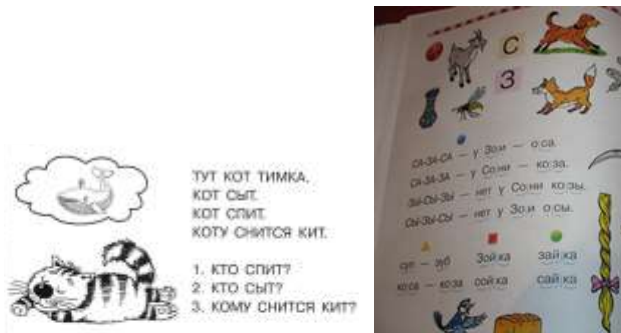 ТУТ КОТ ТИМКА.
КОТ СЫТ.
КОТ СПИТ.
КОТУ СНИТСЯ КИТ.
1. КТО СПИТ?
2. КТО СЫТ?
3. КОМУ СНИТСЯ КИТ?
С
З
СА-ЗА-СА — у Зои — оса.
СА-ЗА-ЗА — у Сони — коза.
ЗЫ-СЫ-ЗЫ — нет у Сони козы.
СЫ-ЗЫ-СЫ — нет у Зои осы.
суп — зуб Зойка зайка
коса — коза сойка сайка